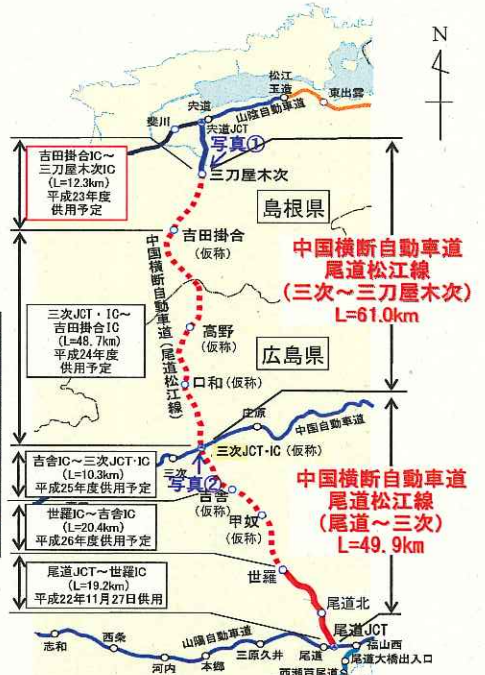 N
松江
玉造
東出雲
宍道
山陰自動車道
斐川
宍道JCT
写真①
三刀屋木次
吉田掛合IC~
三刀屋木次IC
(L=12.3km)
平成23年度
供用予定
島根県
吉田掛合
(仮称)
中国横断自動車道
尾道松江線
(三次~三刀屋木次)
L=61.0km
中国横断自動車道(尾道松江線)
三次JCT・IC~
吉田掛合IC
(L=48.7km)
平成24年度
供用予定
高野
(仮称)
広島県
口和(仮称)
庄原
中国自動車道
三次JCT・IC(仮称)
三次
吉舎IC~三次JCT・IC
(L=10.3km)
平成25年度供用予定
写真②
吉舎
(仮称)
中国横断自動車道
尾道松江線
(尾道~三次)
L=49.9km
世羅IC~吉舎IC
(L=20.4km)
平成26年度供用予定
甲奴
(仮称)
世羅
尾道JCT~世羅IC
(L=19.2km)
平成22年11月27日供用
尾道北
尾道JCT
志和
西条
山陽自動車道
河内
本郷
三原久井
尾道
福山西
尾道大橋出入口
西瀬戸尾道